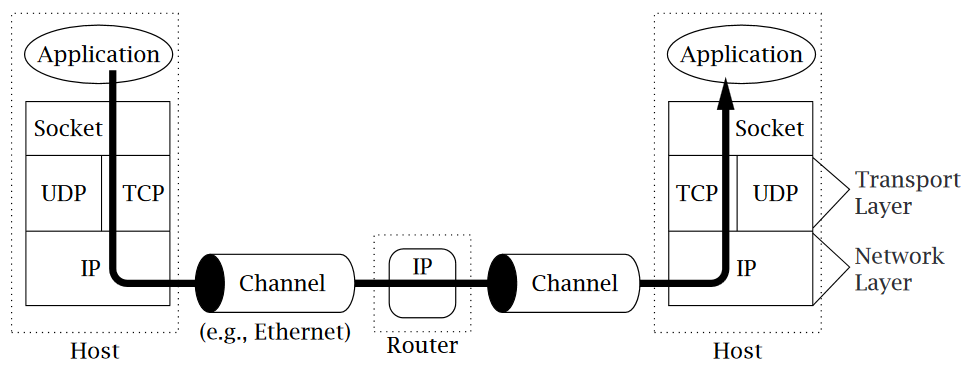 Application
Socket
UDP
TCP
IP
Host
Channel
(e.g., Ethernet)
IP
Router
Channel
Application
Socket
TCP
UDP
IP
Host
Transport
Layer
Network
Layer